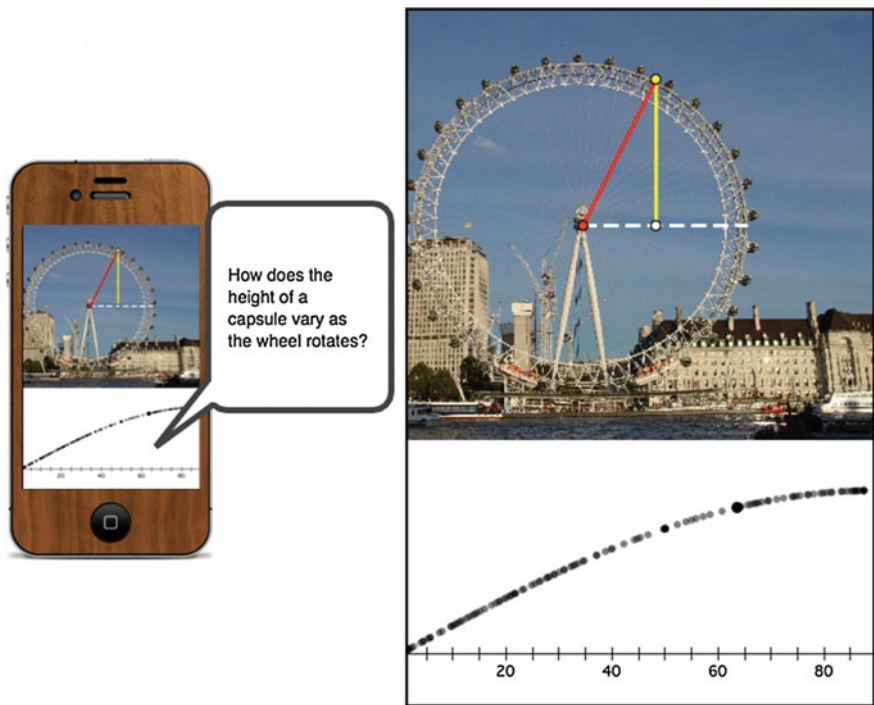 How does the
height of a
capsule vary as
the wheel rotates?
20 40 60 80
20 40 60 80